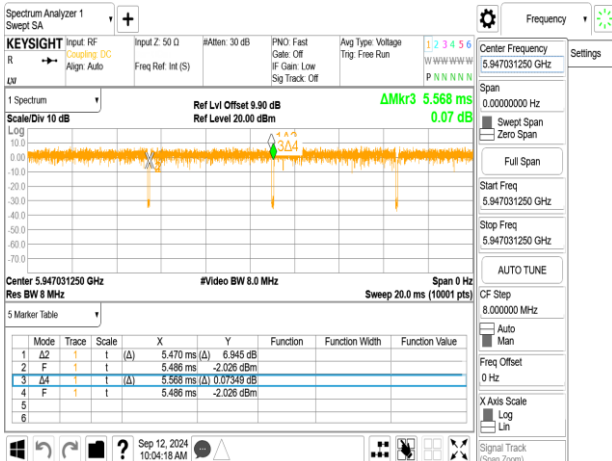 Spectrum Analyzer 1
Swept SA
Frequency
Settings
KEYSIGHT
R
Input: RF
Coupling: DC
Align: Auto
Input Z: 50 Ω
Freq Ref: Int (S)
#Atten: 30 dB
PNO: Fast
Gate: Off
IF Gain: Low
Sig Track: Off
Avg Type: Voltage
Trig: Free Run
1 2 3 4 5 6
W W W W W W
P N N N N N
1 Spectrum
Scale/Div 10 dB
Ref Lvl Offset 9.90 dB
Ref Level 20.00 dBm
ΔMkr3 5.568 ms
0.07 dB
Log
10.0
0.00
-10.0
-20.0
-30.0
-40.0
-50.0
-60.0
-70.0
3Δ4
Center 5.947031250 GHz
Res BW 8 MHz
#Video BW 8.0 MHz
Span 0 Hz
Sweep 20.0 ms (10001 pts)
5 Marker Table
Mode Trace Scale X Y Function Function Width Function Value
1 Δ2 1 t (Δ) 5.470 ms (Δ) 6.945 dB
2 F 1 t 5.486 ms -2.026 dBm
3 Δ4 1 t (Δ) 5.568 ms (Δ) 0.07349 dB
4 F 1 t 5.486 ms -2.026 dBm
5
6
Sep 12, 2024
10:04:18 AM
Center Frequency
5.947031250 GHz
Span
0.00000000 Hz
Swept Span
Zero Span
Full Span
Start Freq
5.947031250 GHz
Stop Freq
5.947031250 GHz
AUTO TUNE
CF Step
8.000000 MHz
Auto
Man
Freq Offset
0 Hz
X Axis Scale
Log
Lin
Signal Track
(Span Zoom)